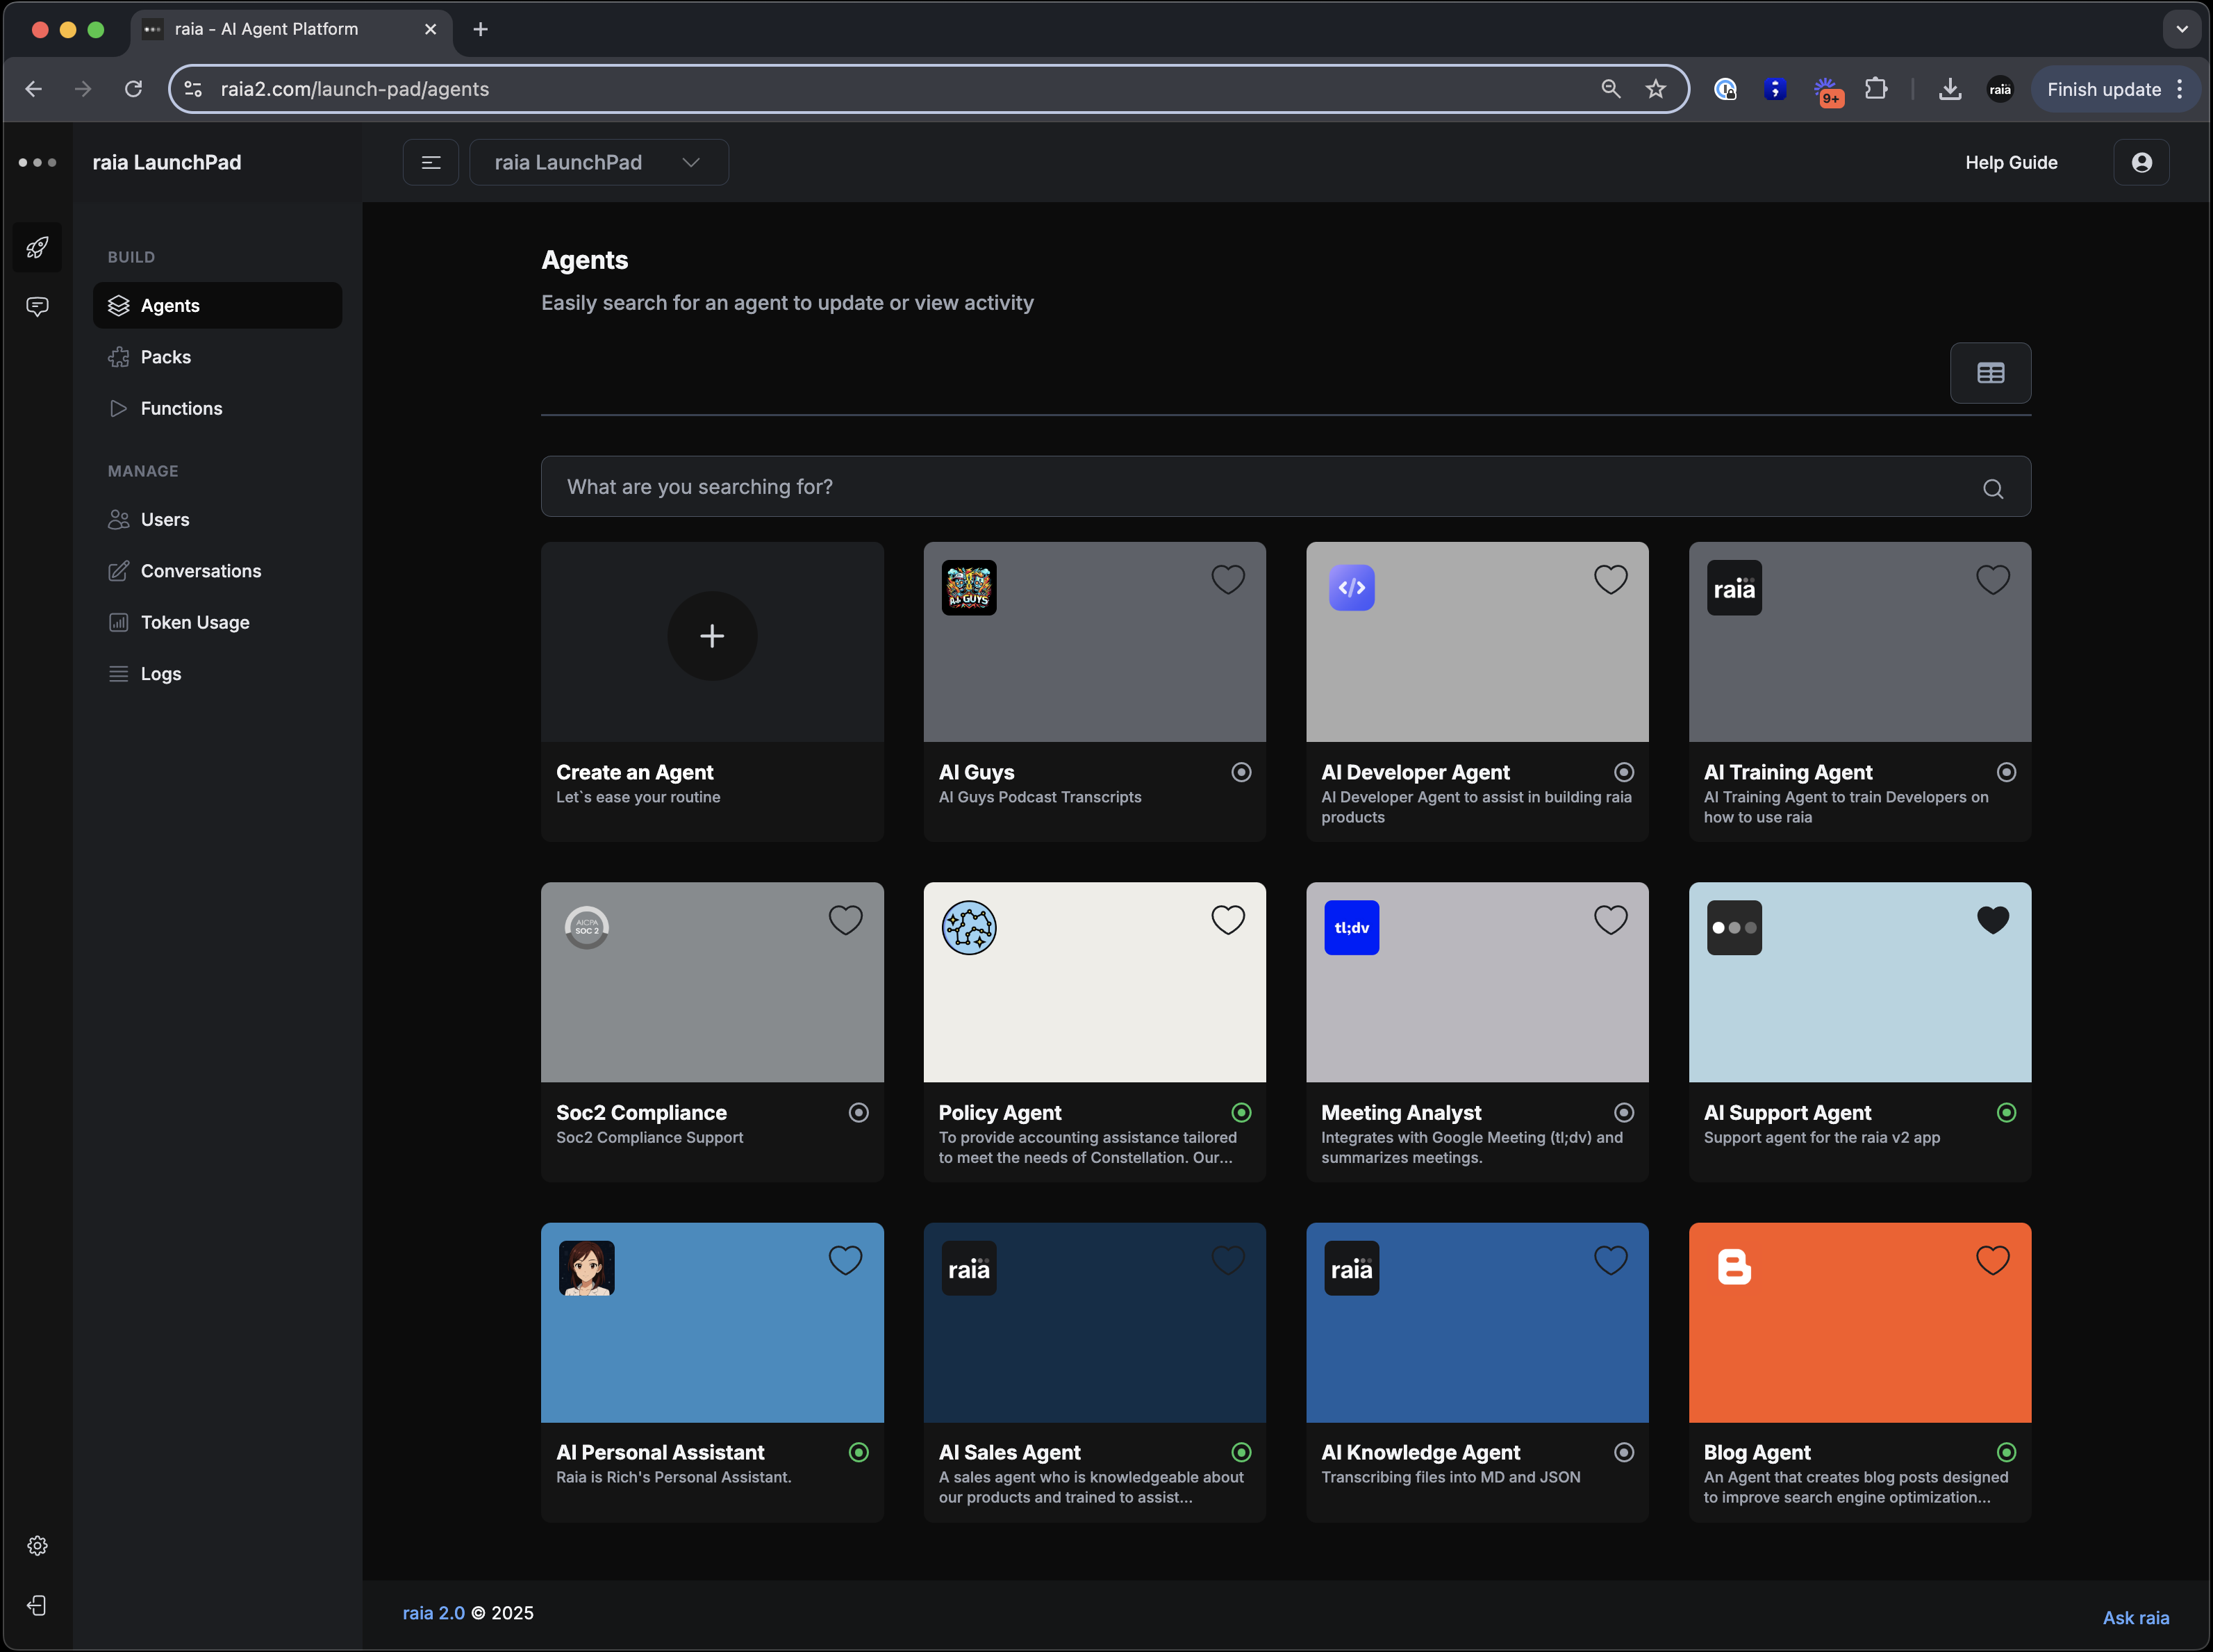 raia - AI Agent Platform
raia2.com/launch-pad/agents
9+
raia
Finish update
raia LaunchPad
raia LaunchPad
Help Guide
BUILD
Agents
Packs
Functions
MANAGE
Users
Conversations
Token Usage
Logs
Agents
Easily search for an agent to update or view activity
What are you searching for?
Create an Agent
Let`s ease your routine
A.I GUYS
AI Guys
AI Guys Podcast Transcripts
</>
AI Developer Agent
AI Developer Agent to assist in building raia
products
raia
AI Training Agent
AI Training Agent to train Developers on
how to use raia
AICPA
SOC 2
Soc2 Compliance
Soc2 Compliance Support
Policy Agent
To provide accounting assistance tailored
to meet the needs of Constellation. Our...
tl;dv
Meeting Analyst
Integrates with Google Meeting (tl;dv) and
summarizes meetings.
AI Support Agent
Support agent for the raia v2 app
AI Personal Assistant
Raia is Rich's Personal Assistant.
raia
AI Sales Agent
A sales agent who is knowledgeable about
our products and trained to assist...
raia
AI Knowledge Agent
Transcribing files into MD and JSON
Blog Agent
An Agent that creates blog posts designed
to improve search engine optimization...
raia 2.0 © 2025
Ask raia